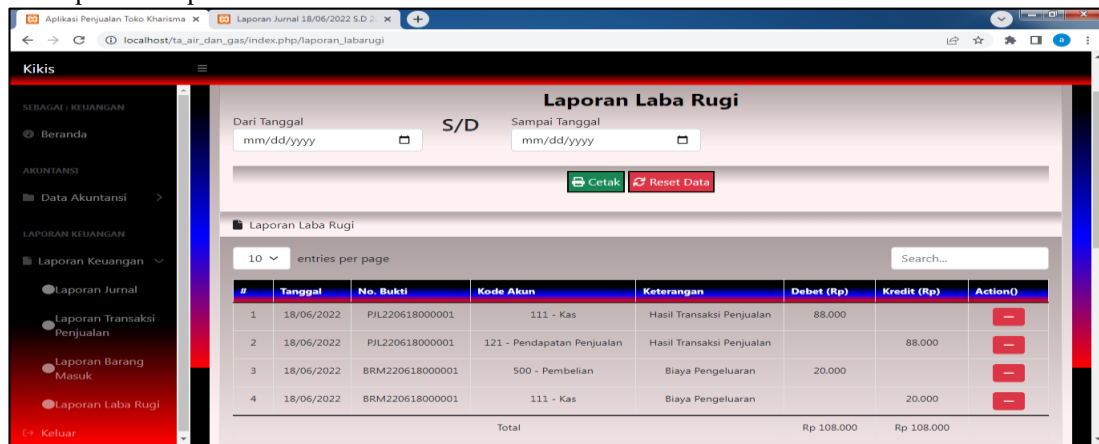 Aplikasi Penjualan Toko Kharisma
Laporan Jurnal 18/06/2022 S.D 2
localhost/ta_air_dan_gas/index.php/laporan_labarugi
Kikis
SEBAGAI : KEUANGAN
Beranda
AKUNTANSI
Data Akuntansi
LAPORAN KEUANGAN
Laporan Keuangan
Laporan Jurnal
Laporan Transaksi
Penjualan
Laporan Barang
Masuk
Laporan Laba Rugi
Keluar
Laporan Laba Rugi
Dari Tanggal S/D Sampai Tanggal
mm/dd/yyyy mm/dd/yyyy
Cetak Reset Data
Laporan Laba Rugi
10 entries per page Search...
# Tanggal No. Bukti Kode Akun Keterangan Debet (Rp) Kredit (Rp) Action()
1 18/06/2022 PJL220618000001 111 - Kas Hasil Transaksi Penjualan 88.000
2 18/06/2022 PJL220618000001 121 - Pendapatan Penjualan Hasil Transaksi Penjualan 88.000
3 18/06/2022 BRM220618000001 500 - Pembelian Biaya Pengeluaran 20.000
4 18/06/2022 BRM220618000001 111 - Kas Biaya Pengeluaran 20.000
Total Rp 108.000 Rp 108.000